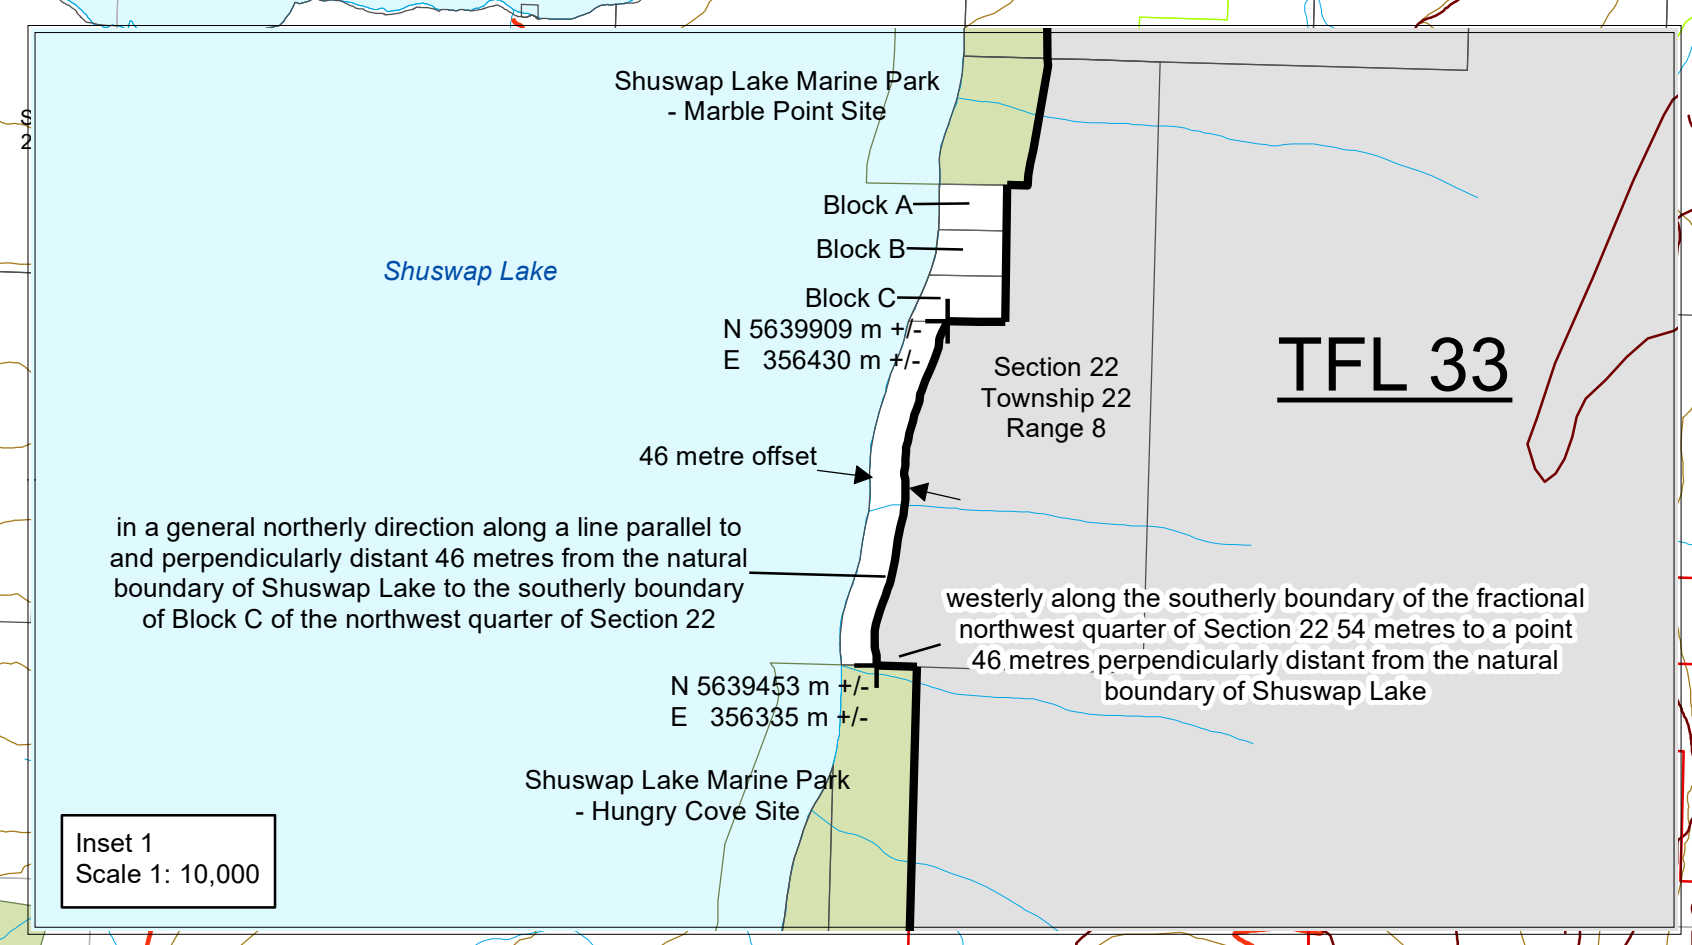 Shuswap Lake Marine Park
- Marble Point Site
S
2
Block A
Block B
Shuswap Lake
Block C
N 5639909 m +/-
E 356430 m +/-
Section 22
Township 22
Range 8
TFL 33
46 metre offset
in a general northerly direction along a line parallel to
and perpendicularly distant 46 metres from the natural
boundary of Shuswap Lake to the southerly boundary
of Block C of the northwest quarter of Section 22
westerly along the southerly boundary of the fractional
northwest quarter of Section 22 54 metres to a point
46 metres perpendicularly distant from the natural
boundary of Shuswap Lake
N 5639453 m +/-
E 356335 m +/-
Shuswap Lake Marine Park
- Hungry Cove Site
Inset 1
Scale 1: 10,000